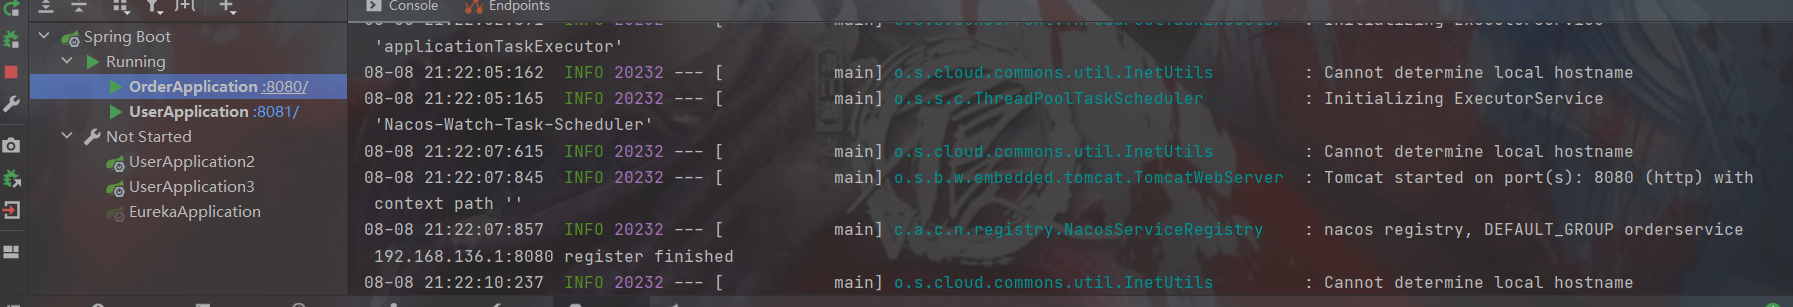 Console Endpoints
Spring Boot
Running
OrderApplication :8080/
UserApplication :8081/
Not Started
UserApplication2
UserApplication3
EurekaApplication
'applicationTaskExecutor'
08-08 21:22:05:162 INFO 20232 --- [ main] o.s.cloud.commons.util.InetUtils : Cannot determine local hostname
08-08 21:22:05:165 INFO 20232 --- [ main] o.s.s.c.ThreadPoolTaskScheduler : Initializing ExecutorService
'Nacos-Watch-Task-Scheduler'
08-08 21:22:07:615 INFO 20232 --- [ main] o.s.cloud.commons.util.InetUtils : Cannot determine local hostname
08-08 21:22:07:845 INFO 20232 --- [ main] o.s.b.w.embedded.tomcat.TomcatWebServer : Tomcat started on port(s): 8080 (http) with
context path ''
08-08 21:22:07:857 INFO 20232 --- [ main] c.a.c.n.registry.NacosServiceRegistry : nacos registry, DEFAULT_GROUP orderservice
192.168.136.1:8080 register finished
08-08 21:22:10:237 INFO 20232 --- [ main] o.s.cloud.commons.util.InetUtils : Cannot determine local hostname